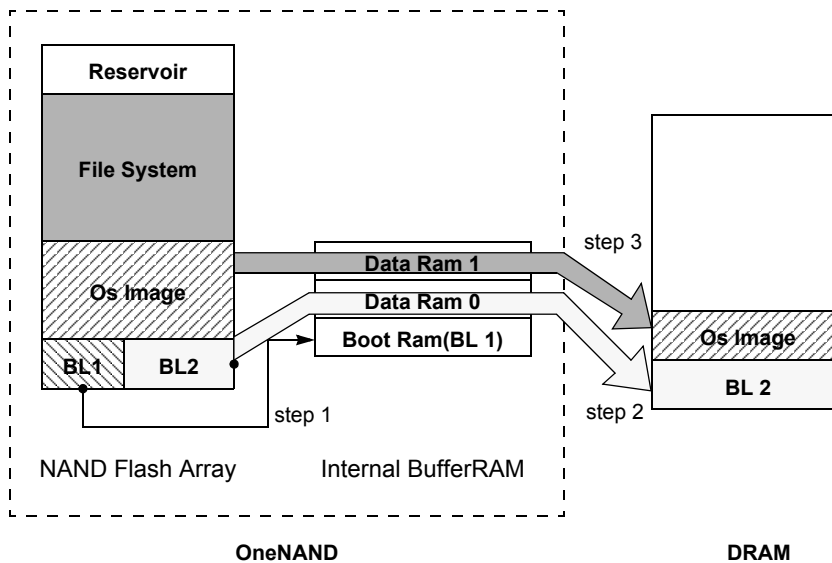 Reservoir
File System
step 3
Data Ram 1
Os Image
Data Ram 0
Os Image
Boot Ram(BL 1)
BL1
BL2
BL 2
step 1
step 2
NAND Flash Array
Internal BufferRAM
OneNAND
DRAM